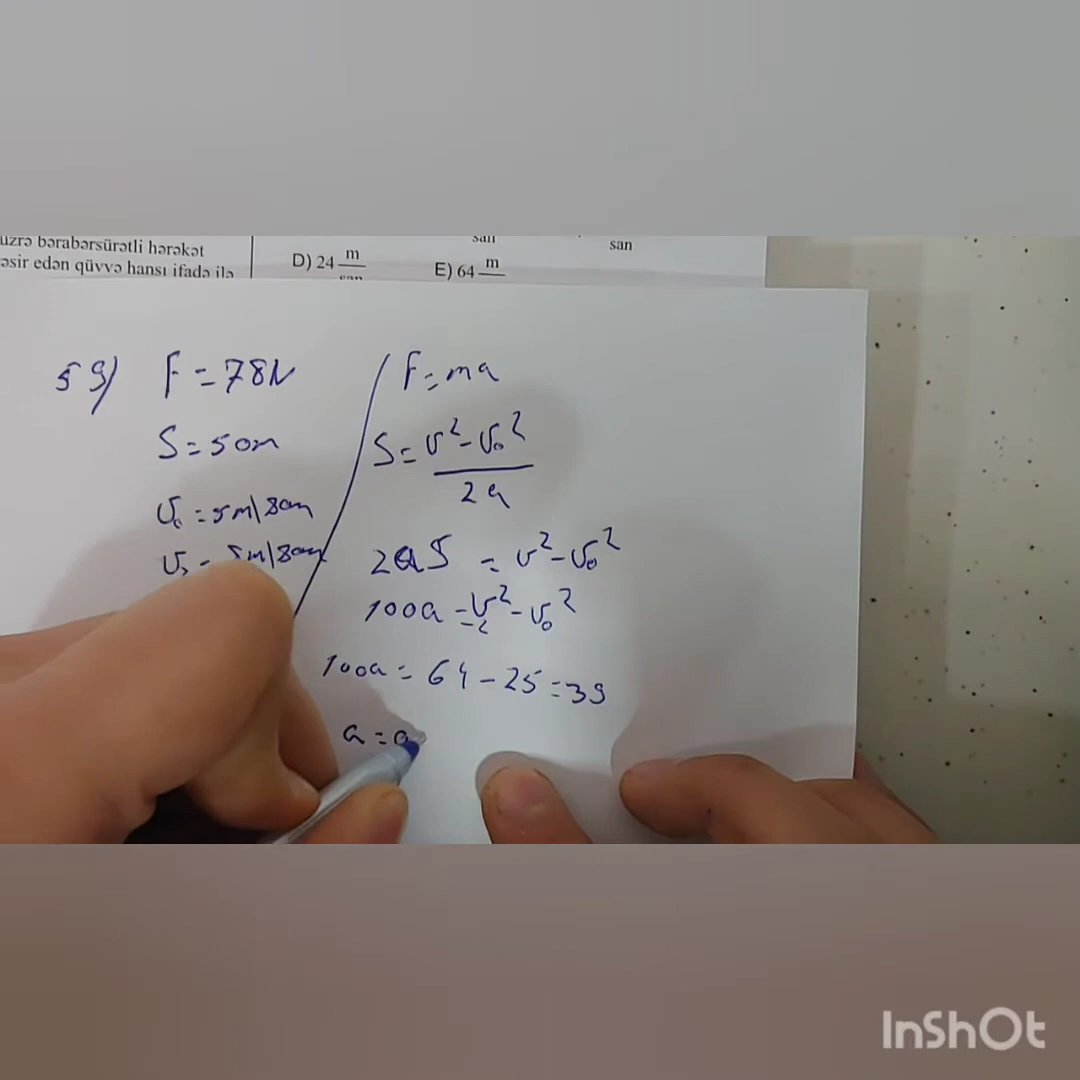 üzrə bərabərsürətli hərəkət
əsir edən qüvvə hansı ifadə ilə
D) 24 m
san
E) 64 m
san
59) F = 78N
S = 50m
υ₀ = 5m|san
F = ma
S = υ² - υ₀²
2a
2aS = υ² - υ₀²
100a = υ² - υ₀²
100a = 64 - 25 = 39
a = 0
InShOt